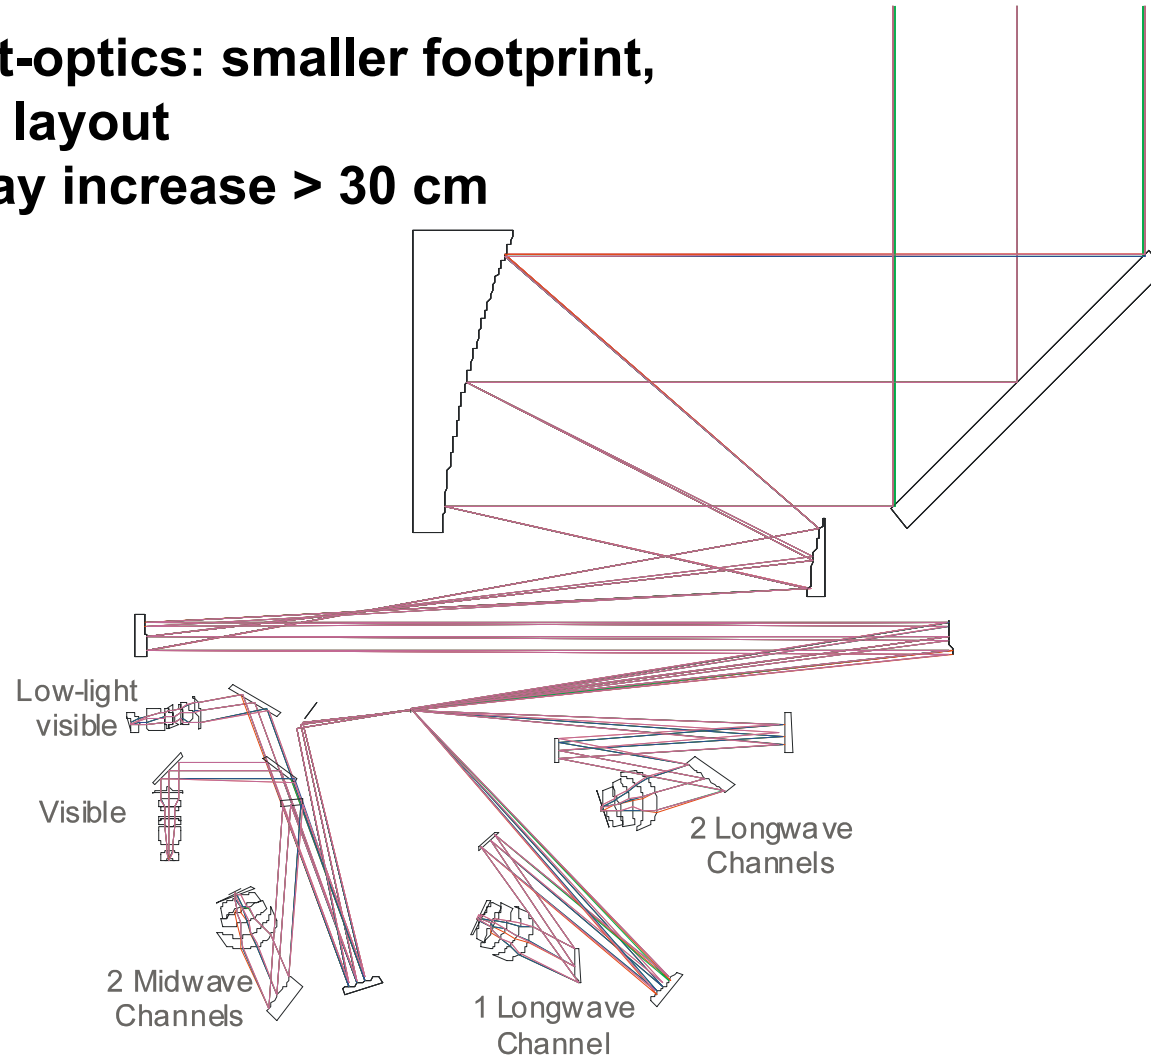 t-optics: smaller footprint,
layout
ay increase > 30 cm
Low-light
visible
Visible
2 Longwave
Channels
2 Midwave
Channels
1 Longwave
Channel